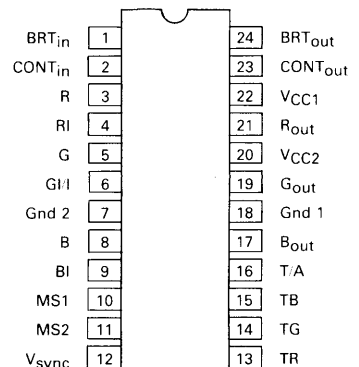 BRTin 1 24 BRTout
CONTin 2 23 CONTout
R 3 22 VCC1
RI 4 21 Rout
G 5 20 VCC2
GI/I 6 19 Gout
Gnd 2 7 18 Gnd 1
B 8 17 Bout
BI 9 16 T/A
MS1 10 15 TB
MS2 11 14 TG
Vsync 12 13 TR